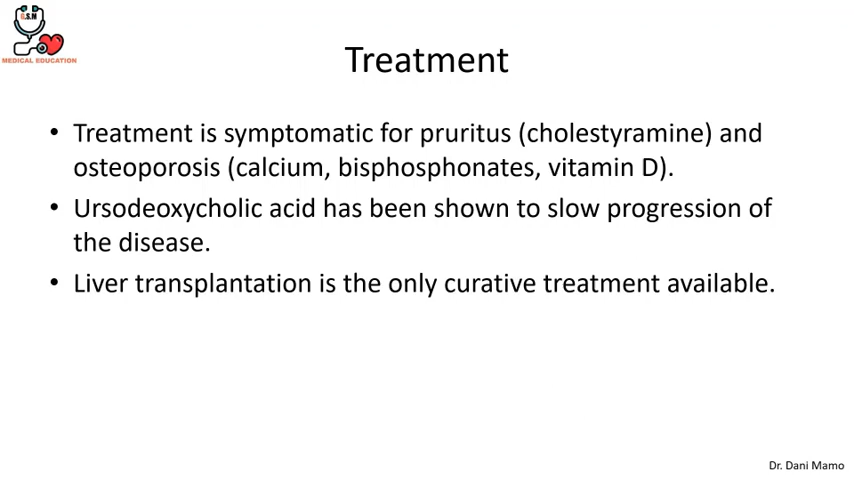 D.S.M
MEDICAL EDUCATION
Treatment
• Treatment is symptomatic for pruritus (cholestyramine) and
osteoporosis (calcium, bisphosphonates, vitamin D).
• Ursodeoxycholic acid has been shown to slow progression of
the disease.
• Liver transplantation is the only curative treatment available.
Dr. Dani Mamo